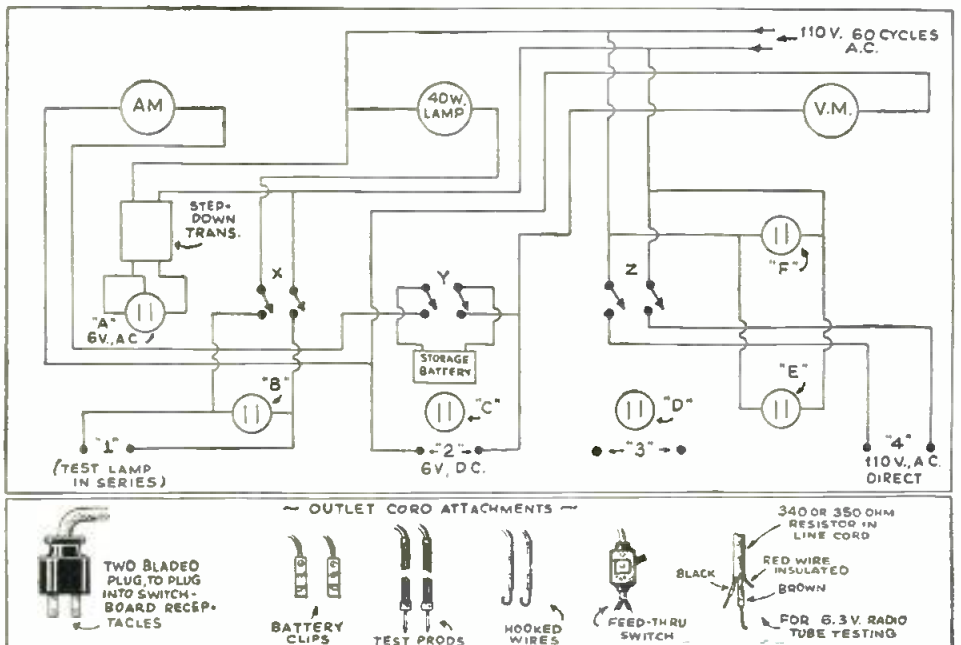 110 V. 60 CYCLES
A.C.
AM
40W.
LAMP
V.M.
STEP-
DOWN
TRANS.
X
Y
Z
"F"
"A"
6V., A.C
STORAGE
BATTERY
"B"
"C"
"D"
"E"
"1"
(TEST LAMP
IN SERIES)
"2"
6V, D.C.
"3"
"4"
110 V., A.C.
DIRECT
~ OUTLET CORD ATTACHMENTS ~
TWO BLADED
PLUG, TO PLUG
INTO SWITCH-
BOARD RECEP-
TACLES
BATTERY
CLIPS
TEST PRODS
HOOKED
WIRES
FEED-THRU
SWITCH
340 OR 350 OHM
RESISTOR IN
LINE CORD
BLACK
RED WIRE
INSULATED
BROWN
FOR 6.3 V. RADIO
TUBE TESTING